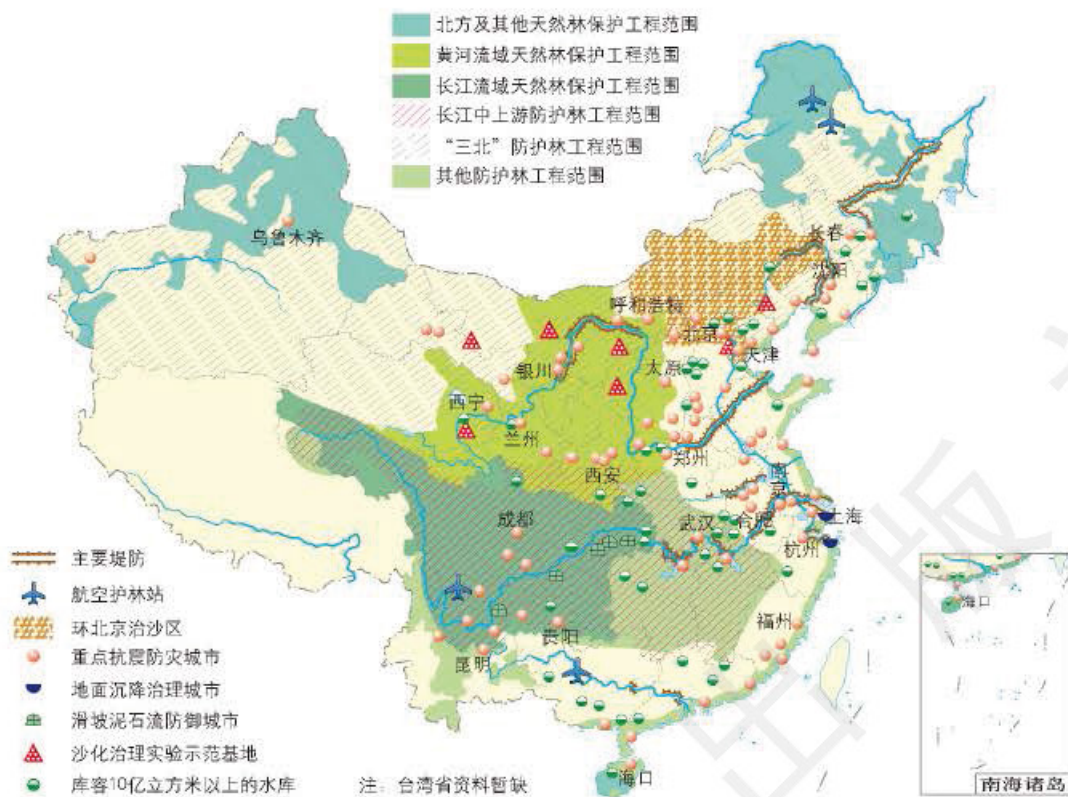 北方及其他天然林保护工程范围
黄河流域天然林保护工程范围
长江流域天然林保护工程范围
长江中上游防护林工程范围
“三北”防护林工程范围
其他防护林工程范围
乌鲁木齐
长春
沈阳
呼和浩特
北京
天津
银川
太原
西宁
兰州
郑州
西安
南京
成都
武汉
合肥
上海
杭州
主要堤防
航空护林站
海口
环北京治沙区
福州
贵阳
重点抗震防灾城市
昆明
地面沉降治理城市
滑坡泥石流防御城市
沙化治理实验示范基地
库容10亿立方米以上的水库
注：台湾省资料暂缺
海口
南海诸岛
出版